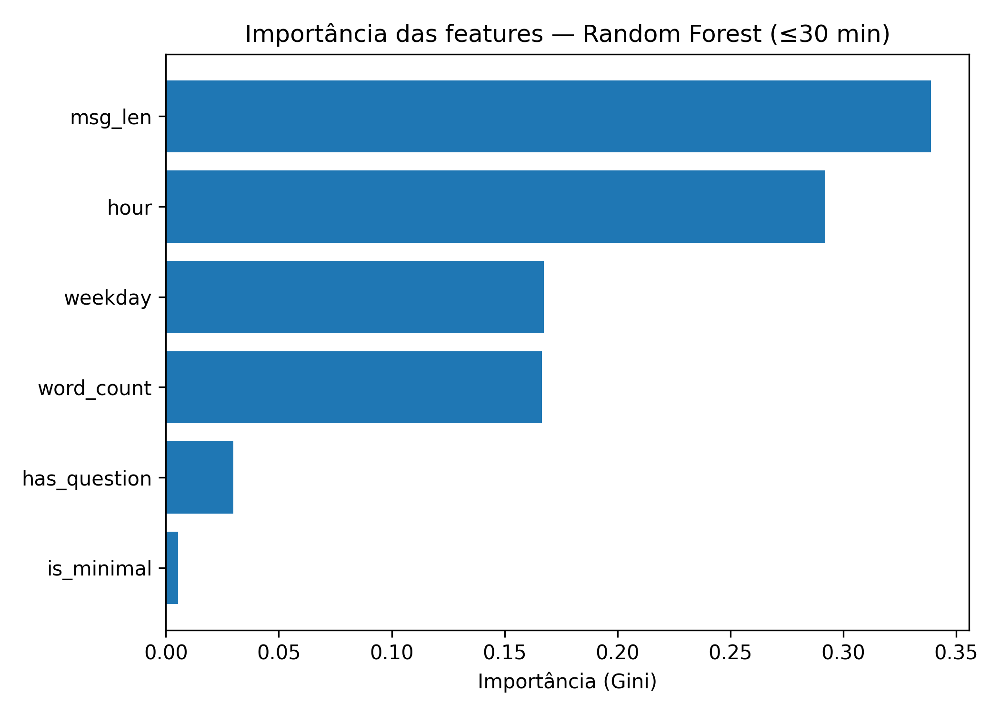 Importância das features — Random Forest (≤30 min)
msg_len
hour
weekday
word_count
has_question
is_minimal
0.00 0.05 0.10 0.15 0.20 0.25 0.30 0.35
Importância (Gini)